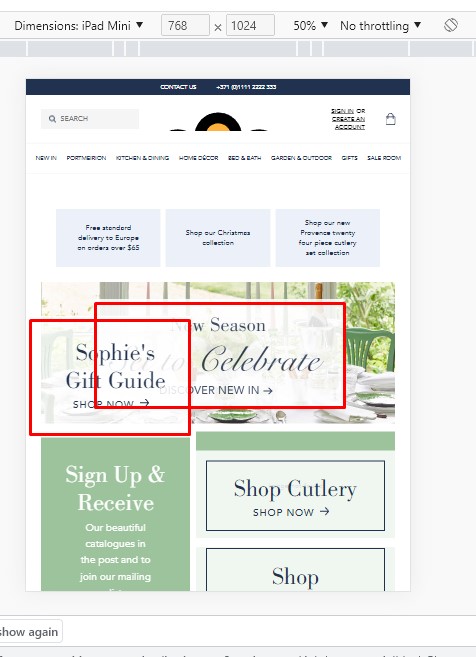 Dimensions: iPad Mini ▼ 768 × 1024 50% ▼ No throttling ▼
CONTACT US +371 (0)1111 2222 333
SEARCH
SIGN IN OR
CREATE AN
ACCOUNT
NEW IN PORTMEIRION KITCHEN & DINING HOME DÉCOR BED & BATH GARDEN & OUTDOOR GIFTS SALE ROOM
Free standard
delivery to Europe
on orders over $65
Shop our Christmas
collection
Shop our new
Provence twenty
four piece cutlery
set collection
New Season
to Celebrate
DISCOVER NEW IN →
Sophie's
Gift Guide
SHOP NOW →
Sign Up &
Receive
Our beautiful
catalogues in
the post and to
join our mailing
Shop Cutlery
SHOP NOW →
Shop
show again